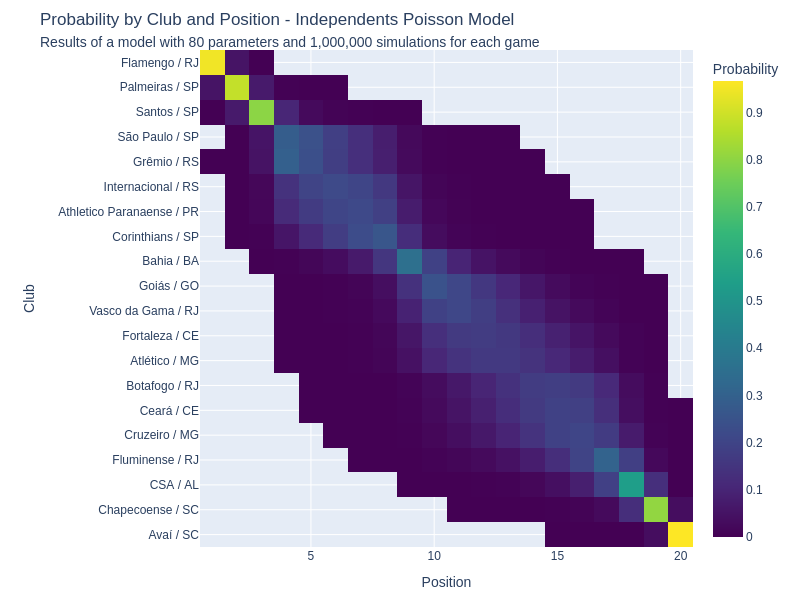 Probability by Club and Position - Independents Poisson Model
Results of a model with 80 parameters and 1,000,000 simulations for each game
Probability
Flamengo / RJ
Palmeiras / SP
Santos / SP
São Paulo / SP
Grêmio / RS
Internacional / RS
Athletico Paranaense / PR
Corinthians / SP
Bahia / BA
Goiás / GO
Vasco da Gama / RJ
Fortaleza / CE
Atlético / MG
Botafogo / RJ
Ceará / CE
Cruzeiro / MG
Fluminense / RJ
CSA / AL
Chapecoense / SC
Avaí / SC
Club
5 10 15 20
Position
0.9
0.8
0.7
0.6
0.5
0.4
0.3
0.2
0.1
0